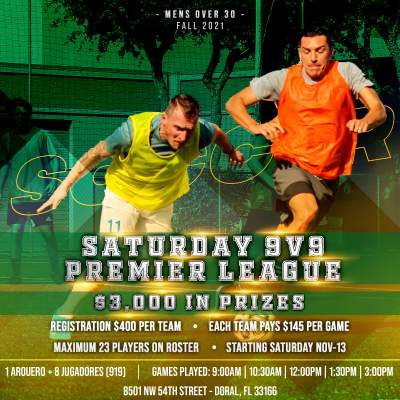 - MENS OVER 30 -
FALL 2021
SOCCER
11
SATURDAY 9V9
PREMIER LEAGUE
$3,000 IN PRIZES
REGISTRATION $400 PER TEAM • EACH TEAM PAYS $145 PER GAME
MAXIMUM 23 PLAYERS ON ROSTER • STARTING SATURDAY NOV-13
1 ARQUERO + 8 JUGADORES (9V9) | GAMES PLAYED: 9:00AM | 10:30AM | 12:00PM | 1:30PM | 3:00PM
8501 NW 54TH STREET - DORAL, FL 33166